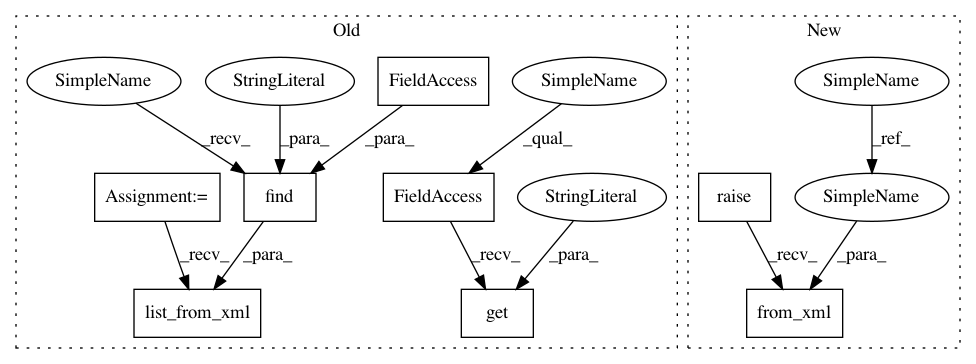 Old
New
SimpleName
StringLiteral
FieldAccess
SimpleName
SimpleName
_recv_
_para_
_para_
_qual_
_ref_
Assignment:=
find
FieldAccess
StringLiteral
raise
SimpleName
_recv_
_para_
_recv_
_para_
_recv_
_para_
list_from_xml
get
from_xml